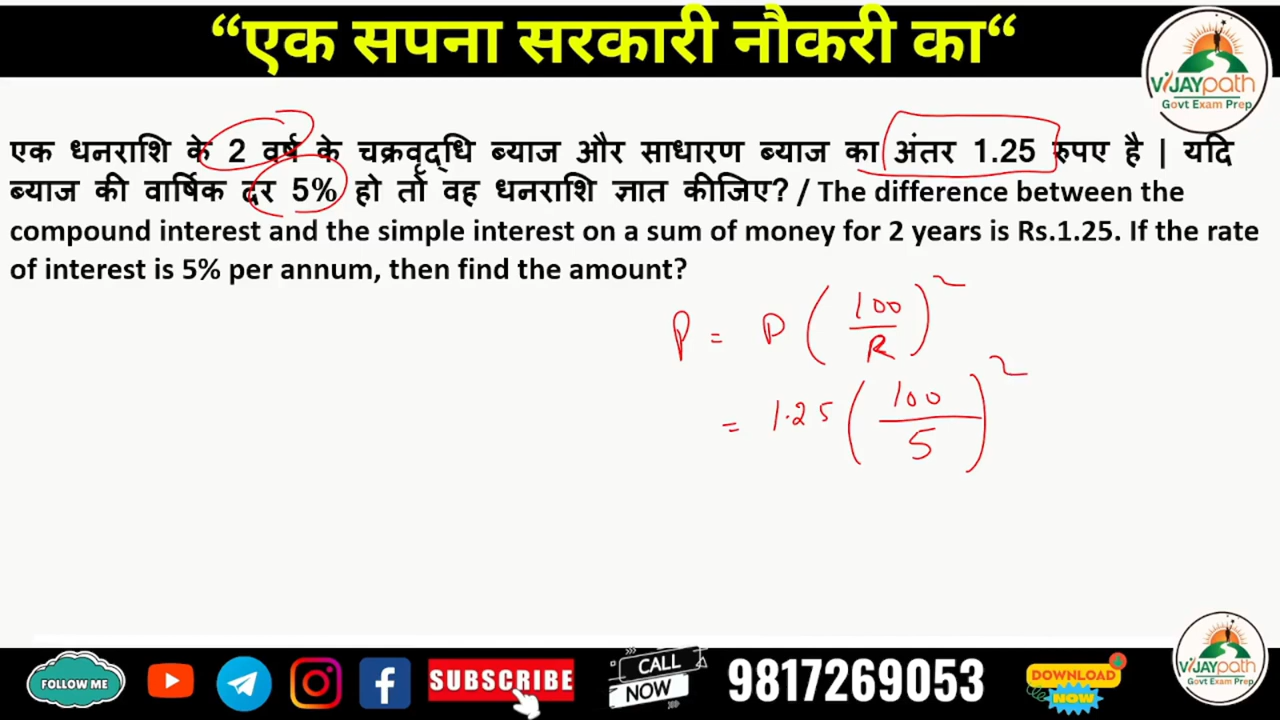 “एक सपना सरकारी नौकरी का“
VIJAYpath
Govt Exam Prep
एक धनराशि के 2 वर्ष के चक्रवृद्धि ब्याज और साधारण ब्याज का अंतर 1.25 रुपए है | यदि
ब्याज की वार्षिक दर 5% हो तो वह धनराशि ज्ञात कीजिए? / The difference between the
compound interest and the simple interest on a sum of money for 2 years is Rs.1.25. If the rate
of interest is 5% per annum, then find the amount?
P = D (100/R)²
= 1.25 (100/5)²
VIJAYpath
Govt Exam Prep
FOLLOW ME
SUBSCRIBE
CALL
NOW
9817269053
DOWNLOAD
NOW